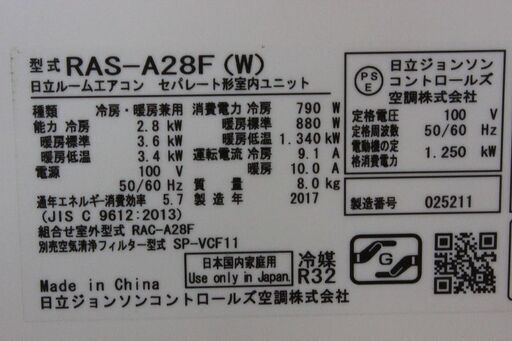 型式 RAS-A28F (W)
日立ルームエアコン セパレート形室内ユニット
種類 冷房・暖房兼用
能力 冷房 2.8 kW
暖房標準 3.6 kW
暖房低温 3.4 kW
電源 100 V
50/60 Hz
消費電力 冷房 790 W
暖房標準 880 W
暖房低温 1.340 kW
運転電流 冷房 9.1 A
暖房 10.0 A
質量 8.0 kg
製造年 2017
通年エネルギー消費効率 5.7
(JIS C 9612:2013)
組合せ室外型式 RAC-A28F
別売空気清浄フィルター型式 SP-VCF11
日本国内家庭用
Use only in Japan.
冷媒
R32
Made in China
日立ジョンソンコントロールズ空調株式会社
PS
E
日立ジョンソン
コントロールズ
空調株式会社
定格電圧 100 V
定格周波数 50/60 Hz
電動機の定格消費電力 1.250 kW
製造番号 025211
G